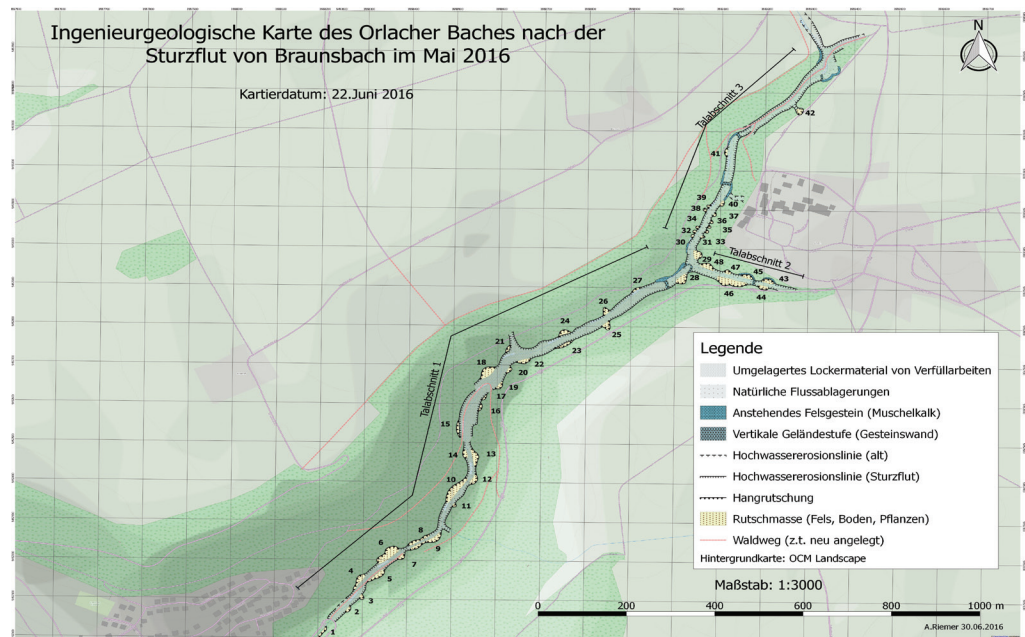 Ingenieurgeologische Karte des Orlacher Baches nach der
Sturzflut von Braunsbach im Mai 2016
Kartierdatum: 22.Juni 2016
N
Talabschnitt 3
42
41
39
38
40
34
36
37
32
35
30
31
33
29
Talabschnitt 2
48
47
45
43
27
28
46
44
26
24
25
21
23
22
18
20
Talabschnitt 1
19
17
16
15
14
13
12
10
11
8
9
6
7
4
5
3
2
1
Legende
Umgelagertes Lockermaterial von Verfüllarbeiten
Natürliche Flussablagerungen
Anstehendes Felsgestein (Muschelkalk)
Vertikale Geländestufe (Gesteinswand)
Hochwassererosionslinie (alt)
Hochwassererosionslinie (Sturzflut)
Hangrutschung
Rutschmasse (Fels, Boden, Pflanzen)
Waldweg (z.t. neu angelegt)
Hintergrundkarte: OCM Landscape
Maßstab: 1:3000
0 200 400 600 800 1000 m
A.Riemer 30.06.2016